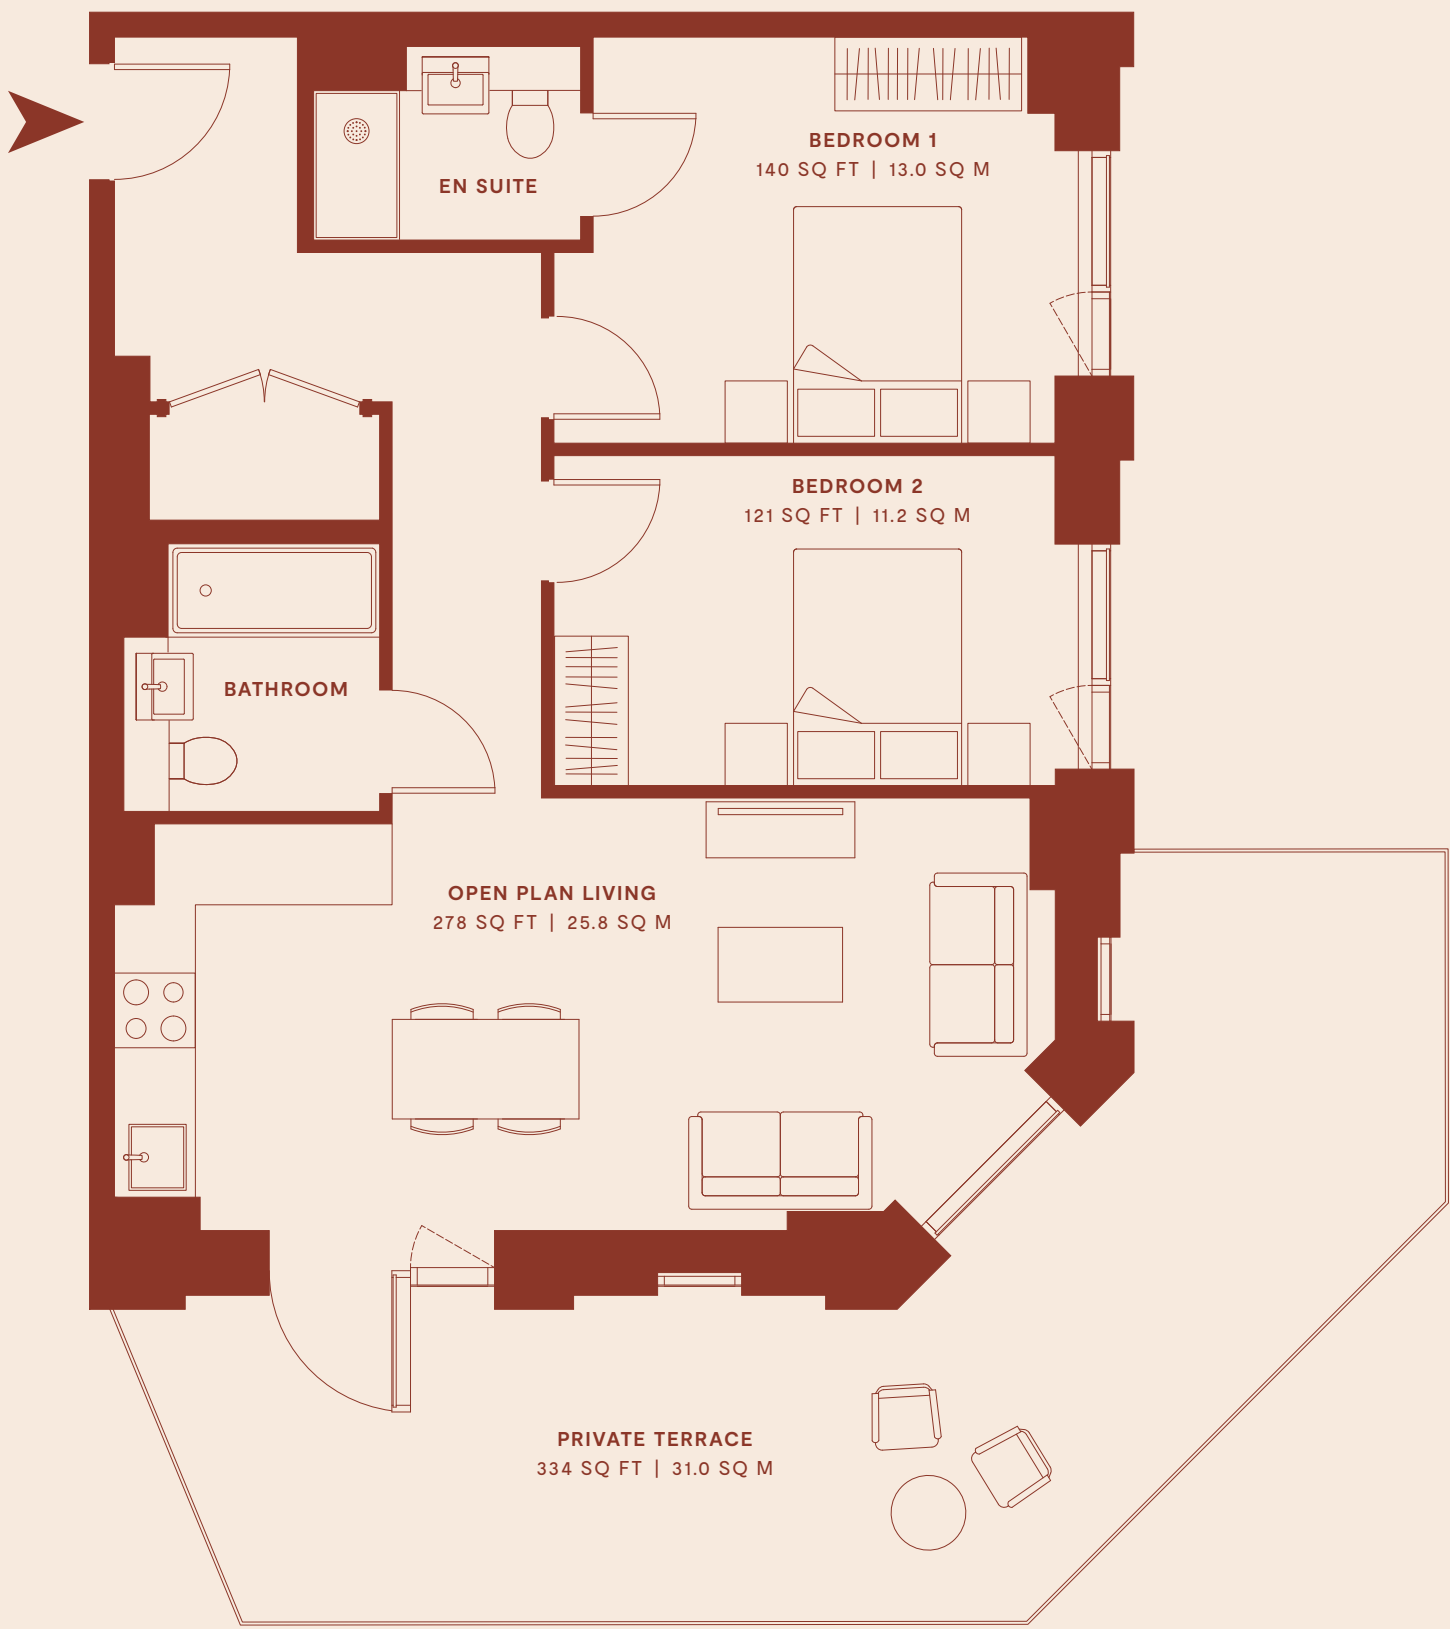 BEDROOM 1
140 SQ FT | 13.0 SQ M
EN SUITE
BEDROOM 2
121 SQ FT | 11.2 SQ M
BATHROOM
OPEN PLAN LIVING
278 SQ FT | 25.8 SQ M
PRIVATE TERRACE
334 SQ FT | 31.0 SQ M